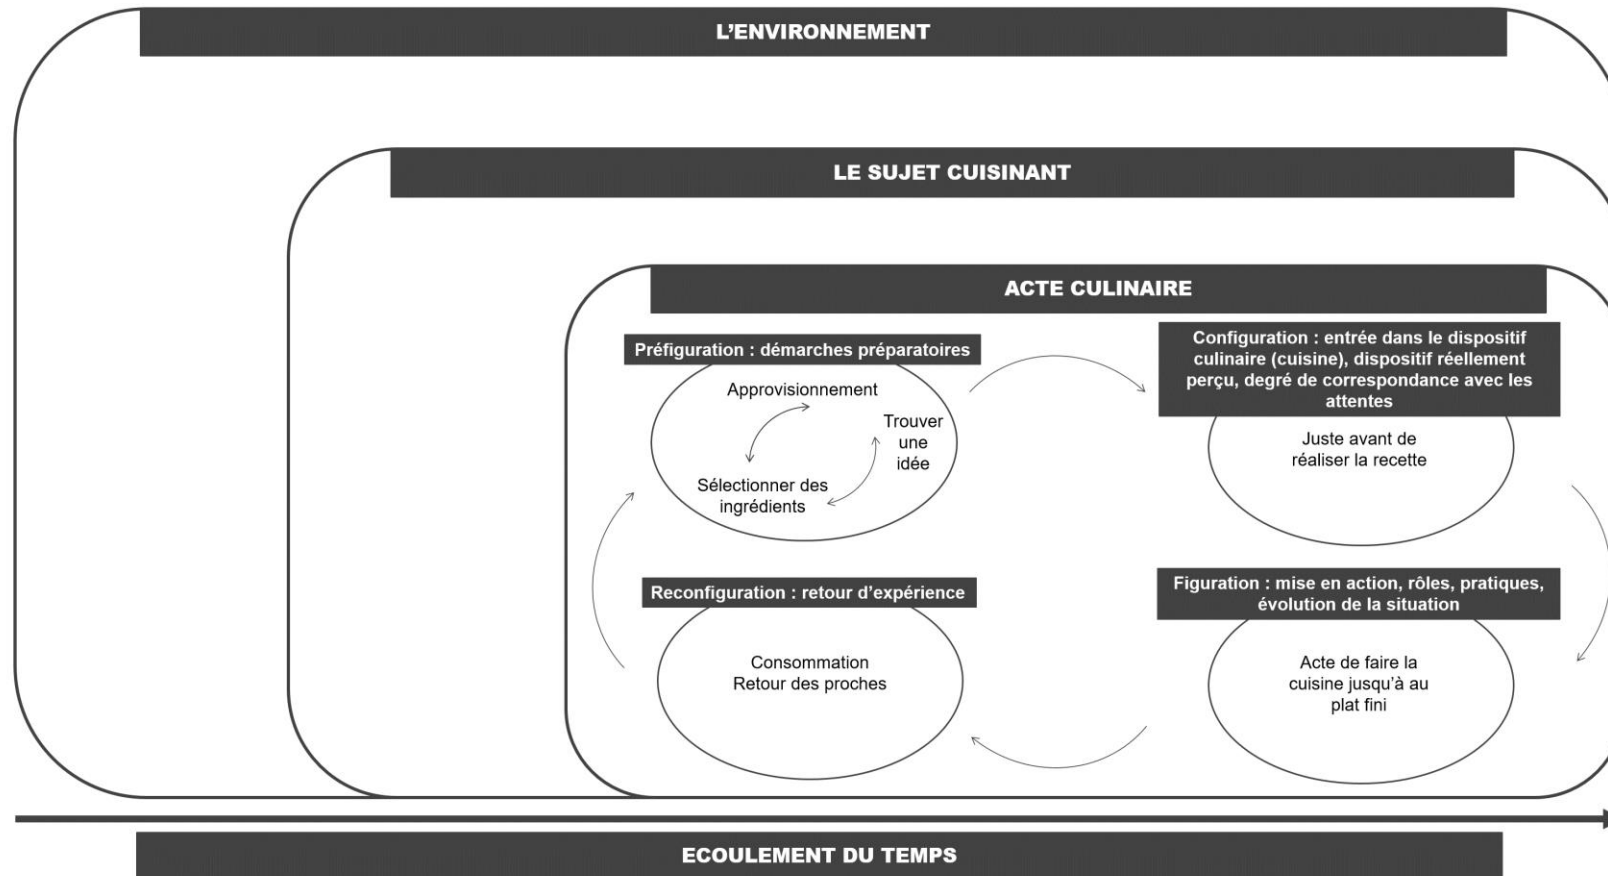 L'ENVIRONNEMENT
LE SUJET CUISINANT
ACTE CULINAIRE
Préfiguration : démarches préparatoires
Approvisionnement
Trouver
une
idée
Sélectionner des
ingrédients
Configuration : entrée dans le dispositif
culinaire (cuisine), dispositif réellement
perçu, degré de correspondance avec les
attentes
Juste avant de
réaliser la recette
Figuration : mise en action, rôles, pratiques,
évolution de la situation
Acte de faire la
cuisine jusqu'à au
plat fini
Reconfiguration : retour d'expérience
Consommation
Retour des proches
ECOULEMENT DU TEMPS